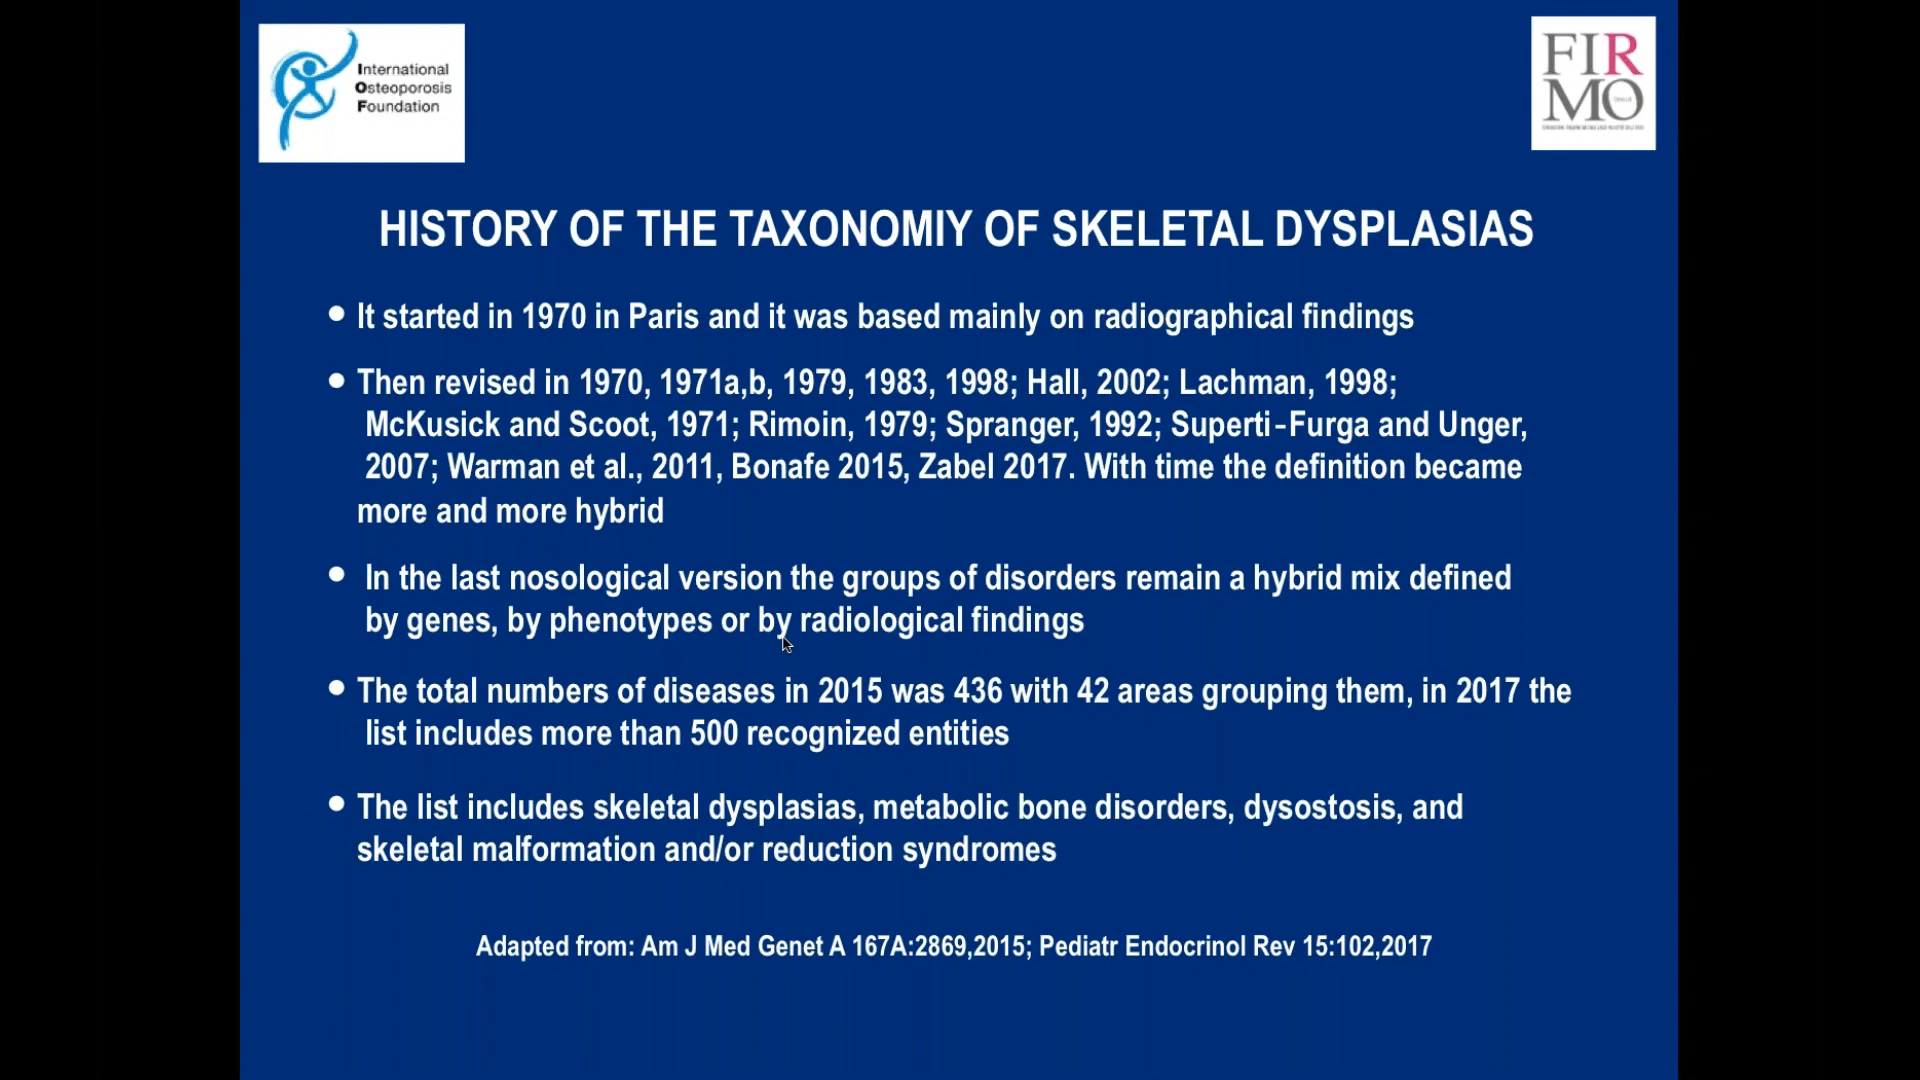 International
Osteoporosis
Foundation
FIR
MO
HISTORY OF THE TAXONOMIY OF SKELETAL DYSPLASIAS
• It started in 1970 in Paris and it was based mainly on radiographical findings
• Then revised in 1970, 1971a,b, 1979, 1983, 1998; Hall, 2002; Lachman, 1998;
McKusick and Scoot, 1971; Rimoin, 1979; Spranger, 1992; Superti-Furga and Unger,
2007; Warman et al., 2011, Bonafe 2015, Zabel 2017. With time the definition became
more and more hybrid
• In the last nosological version the groups of disorders remain a hybrid mix defined
by genes, by phenotypes or by radiological findings
• The total numbers of diseases in 2015 was 436 with 42 areas grouping them, in 2017 the
list includes more than 500 recognized entities
• The list includes skeletal dysplasias, metabolic bone disorders, dysostosis, and
skeletal malformation and/or reduction syndromes
Adapted from: Am J Med Genet A 167A:2869,2015; Pediatr Endocrinol Rev 15:102,2017